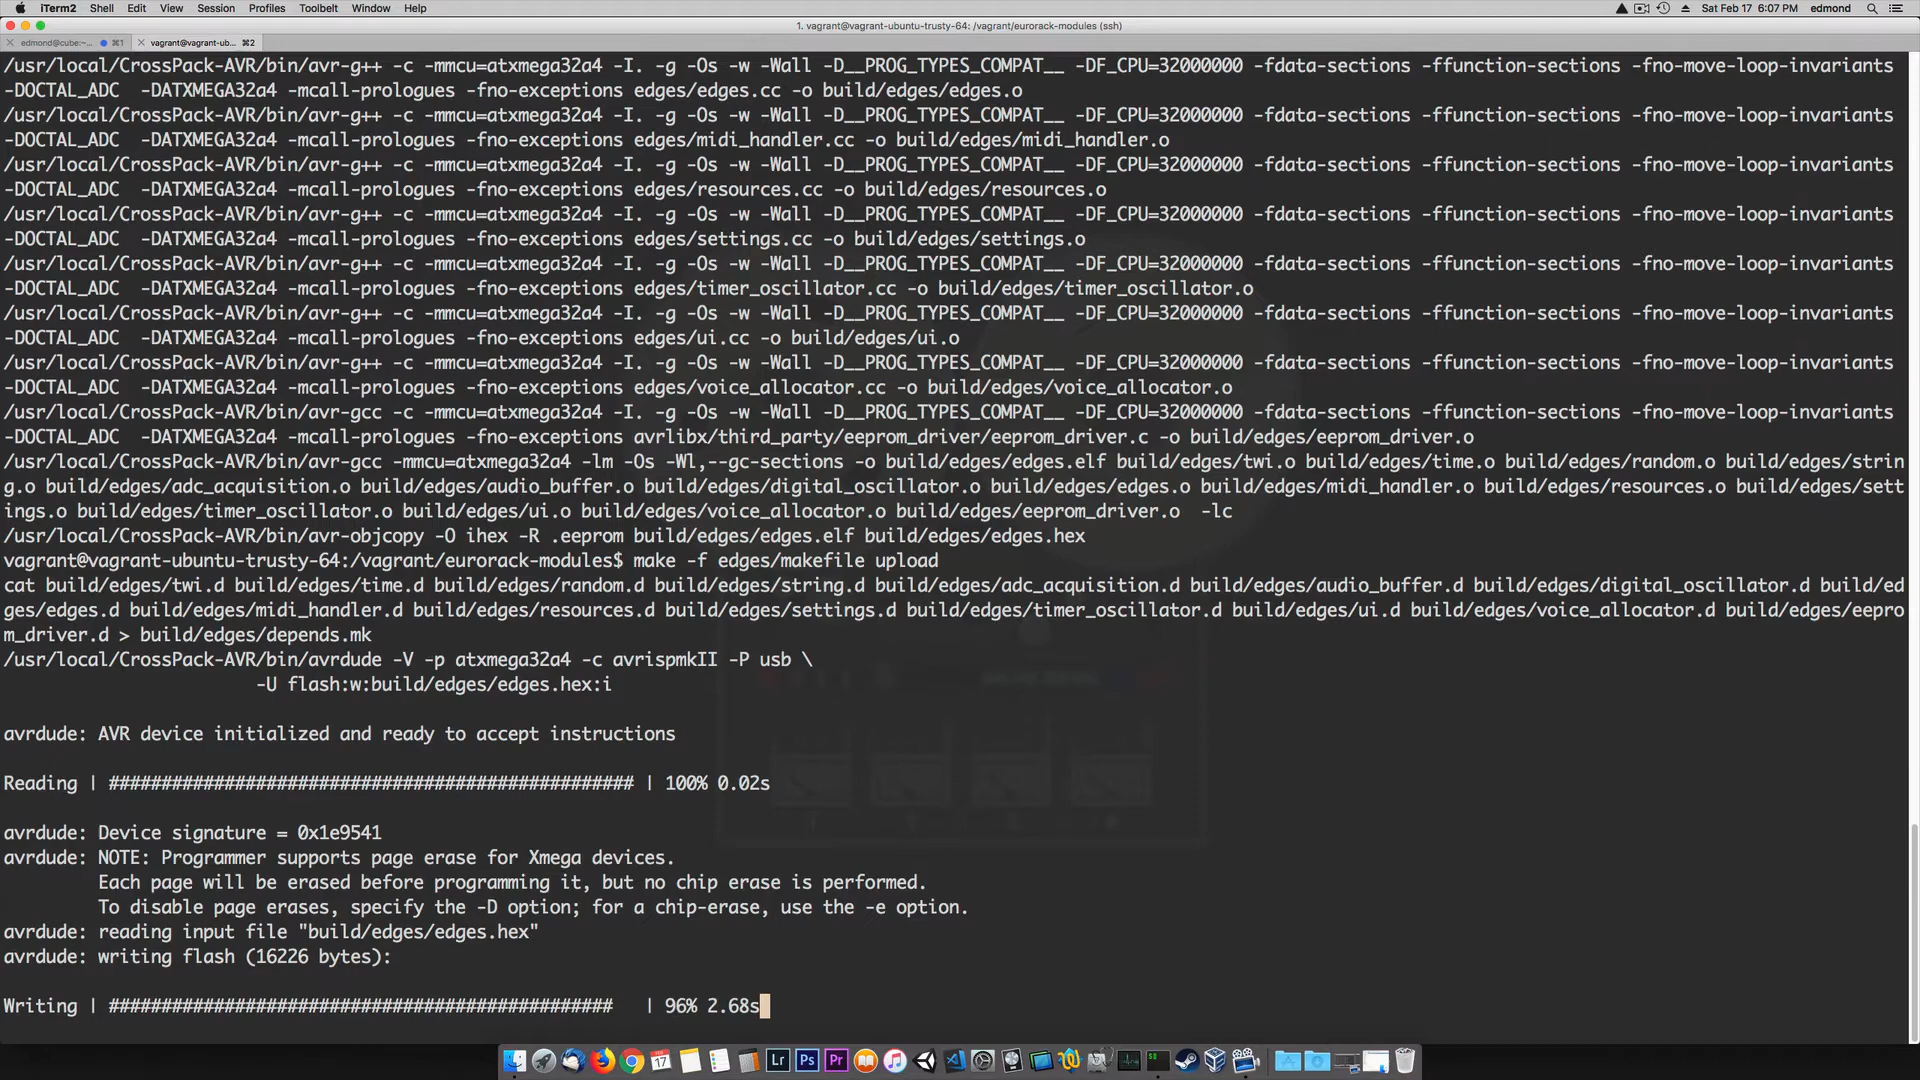 iTerm2 Shell Edit View Session Profiles Toolbelt Window Help Sat Feb 17 6:07 PM edmond
1. vagrant@vagrant-ubuntu-trusty-64: /vagrant/eurorack-modules (ssh)
edmond@cube:~... ⌘1 vagrant@vagrant-ub... ⌘2
/usr/local/CrossPack-AVR/bin/avr-g++ -c -mmcu=atxmega32a4 -I. -g -Os -w -Wall -D__PROG_TYPES_COMPAT__ -DF_CPU=32000000 -fdata-sections -ffunction-sections -fno-move-loop-invariants
-DOCTAL_ADC  -DATXMEGA32a4 -mcall-prologues -fno-exceptions edges/edges.cc -o build/edges/edges.o
/usr/local/CrossPack-AVR/bin/avr-g++ -c -mmcu=atxmega32a4 -I. -g -Os -w -Wall -D__PROG_TYPES_COMPAT__ -DF_CPU=32000000 -fdata-sections -ffunction-sections -fno-move-loop-invariants
-DOCTAL_ADC  -DATXMEGA32a4 -mcall-prologues -fno-exceptions edges/midi_handler.cc -o build/edges/midi_handler.o
/usr/local/CrossPack-AVR/bin/avr-g++ -c -mmcu=atxmega32a4 -I. -g -Os -w -Wall -D__PROG_TYPES_COMPAT__ -DF_CPU=32000000 -fdata-sections -ffunction-sections -fno-move-loop-invariants
-DOCTAL_ADC  -DATXMEGA32a4 -mcall-prologues -fno-exceptions edges/resources.cc -o build/edges/resources.o
/usr/local/CrossPack-AVR/bin/avr-g++ -c -mmcu=atxmega32a4 -I. -g -Os -w -Wall -D__PROG_TYPES_COMPAT__ -DF_CPU=32000000 -fdata-sections -ffunction-sections -fno-move-loop-invariants
-DOCTAL_ADC  -DATXMEGA32a4 -mcall-prologues -fno-exceptions edges/settings.cc -o build/edges/settings.o
/usr/local/CrossPack-AVR/bin/avr-g++ -c -mmcu=atxmega32a4 -I. -g -Os -w -Wall -D__PROG_TYPES_COMPAT__ -DF_CPU=32000000 -fdata-sections -ffunction-sections -fno-move-loop-invariants
-DOCTAL_ADC  -DATXMEGA32a4 -mcall-prologues -fno-exceptions edges/timer_oscillator.cc -o build/edges/timer_oscillator.o
/usr/local/CrossPack-AVR/bin/avr-g++ -c -mmcu=atxmega32a4 -I. -g -Os -w -Wall -D__PROG_TYPES_COMPAT__ -DF_CPU=32000000 -fdata-sections -ffunction-sections -fno-move-loop-invariants
-DOCTAL_ADC  -DATXMEGA32a4 -mcall-prologues -fno-exceptions edges/ui.cc -o build/edges/ui.o
/usr/local/CrossPack-AVR/bin/avr-g++ -c -mmcu=atxmega32a4 -I. -g -Os -w -Wall -D__PROG_TYPES_COMPAT__ -DF_CPU=32000000 -fdata-sections -ffunction-sections -fno-move-loop-invariants
-DOCTAL_ADC  -DATXMEGA32a4 -mcall-prologues -fno-exceptions edges/voice_allocator.cc -o build/edges/voice_allocator.o
/usr/local/CrossPack-AVR/bin/avr-gcc -c -mmcu=atxmega32a4 -I. -g -Os -w -Wall -D__PROG_TYPES_COMPAT__ -DF_CPU=32000000 -fdata-sections -ffunction-sections -fno-move-loop-invariants
-DOCTAL_ADC  -DATXMEGA32a4 -mcall-prologues -fno-exceptions avrlibx/third_party/eeprom_driver/eeprom_driver.c -o build/edges/eeprom_driver.o
/usr/local/CrossPack-AVR/bin/avr-gcc -mmcu=atxmega32a4 -lm -Os -Wl,--gc-sections -o build/edges/edges.elf build/edges/twi.o build/edges/time.o build/edges/random.o build/edges/strin
g.o build/edges/adc_acquisition.o build/edges/audio_buffer.o build/edges/digital_oscillator.o build/edges/edges.o build/edges/midi_handler.o build/edges/resources.o build/edges/sett
ings.o build/edges/timer_oscillator.o build/edges/ui.o build/edges/voice_allocator.o build/edges/eeprom_driver.o  -lc
/usr/local/CrossPack-AVR/bin/avr-objcopy -O ihex -R .eeprom build/edges/edges.elf build/edges/edges.hex
vagrant@vagrant-ubuntu-trusty-64:/vagrant/eurorack-modules$ make -f edges/makefile upload
cat build/edges/twi.d build/edges/time.d build/edges/random.d build/edges/string.d build/edges/adc_acquisition.d build/edges/audio_buffer.d build/edges/digital_oscillator.d build/ed
ges/edges.d build/edges/midi_handler.d build/edges/resources.d build/edges/settings.d build/edges/timer_oscillator.d build/edges/ui.d build/edges/voice_allocator.d build/edges/eepro
m_driver.d > build/edges/depends.mk
/usr/local/CrossPack-AVR/bin/avrdude -V -p atxmega32a4 -c avrispmkII -P usb \
-U flash:w:build/edges/edges.hex:i
avrdude: AVR device initialized and ready to accept instructions
Reading | ################################################## | 100% 0.02s
avrdude: Device signature = 0x1e9541
avrdude: NOTE: Programmer supports page erase for Xmega devices.
Each page will be erased before programming it, but no chip erase is performed.
To disable page erases, specify the -D option; for a chip-erase, use the -e option.
avrdude: reading input file "build/edges/edges.hex"
avrdude: writing flash (16226 bytes):
Writing | ################################################   | 96% 2.68s
FEB 17 Lr Ps Pr